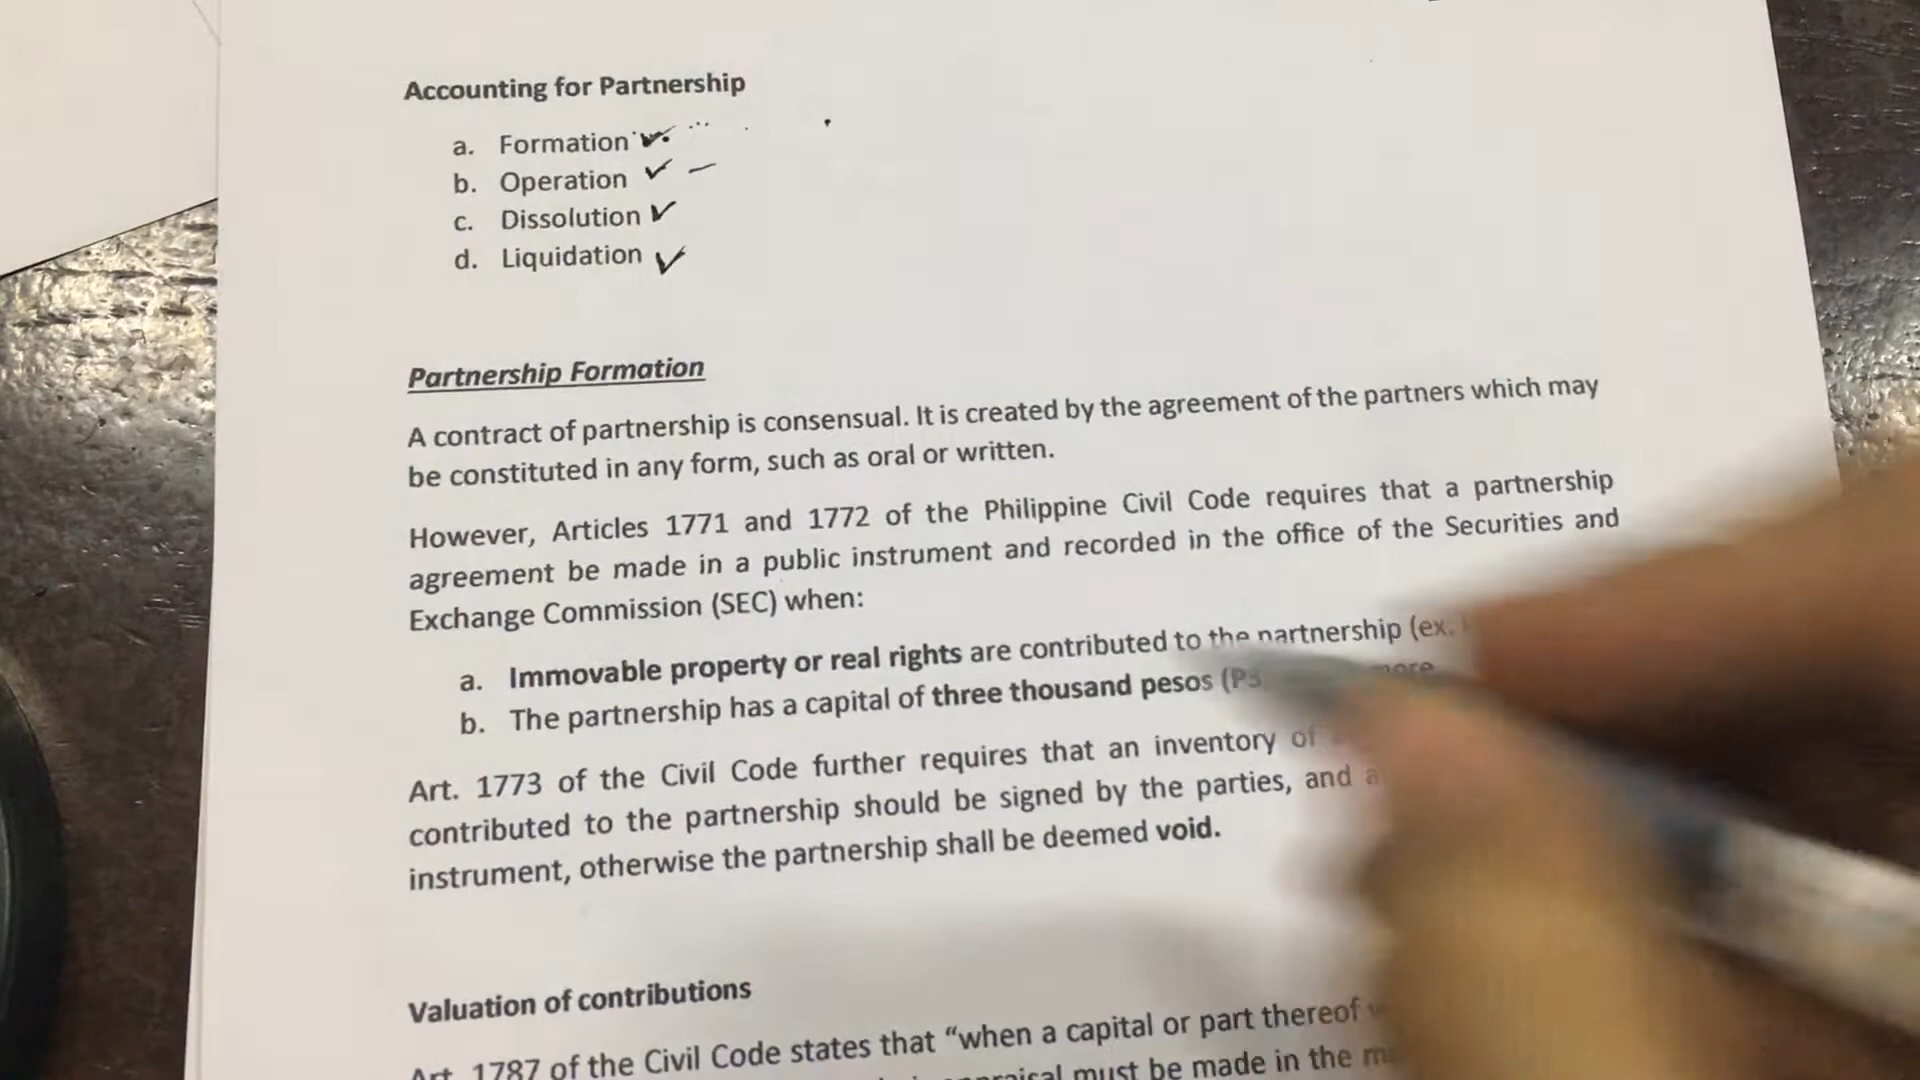 Accounting for Partnership
a. Formation
b. Operation
c. Dissolution
d. Liquidation
Partnership Formation
A contract of partnership is consensual. It is created by the agreement of the partners which may
be constituted in any form, such as oral or written.
However, Articles 1771 and 1772 of the Philippine Civil Code requires that a partnership
agreement be made in a public instrument and recorded in the office of the Securities and
Exchange Commission (SEC) when:
a. Immovable property or real rights are contributed to the partnership (ex.
b. The partnership has a capital of three thousand pesos more
Art. 1773 of the Civil Code further requires that an inventory of
contributed to the partnership should be signed by the parties, and
instrument, otherwise the partnership shall be deemed void.
Valuation of contributions
Art. 1787 of the Civil Code states that “when a capital or part thereof
must be made in the